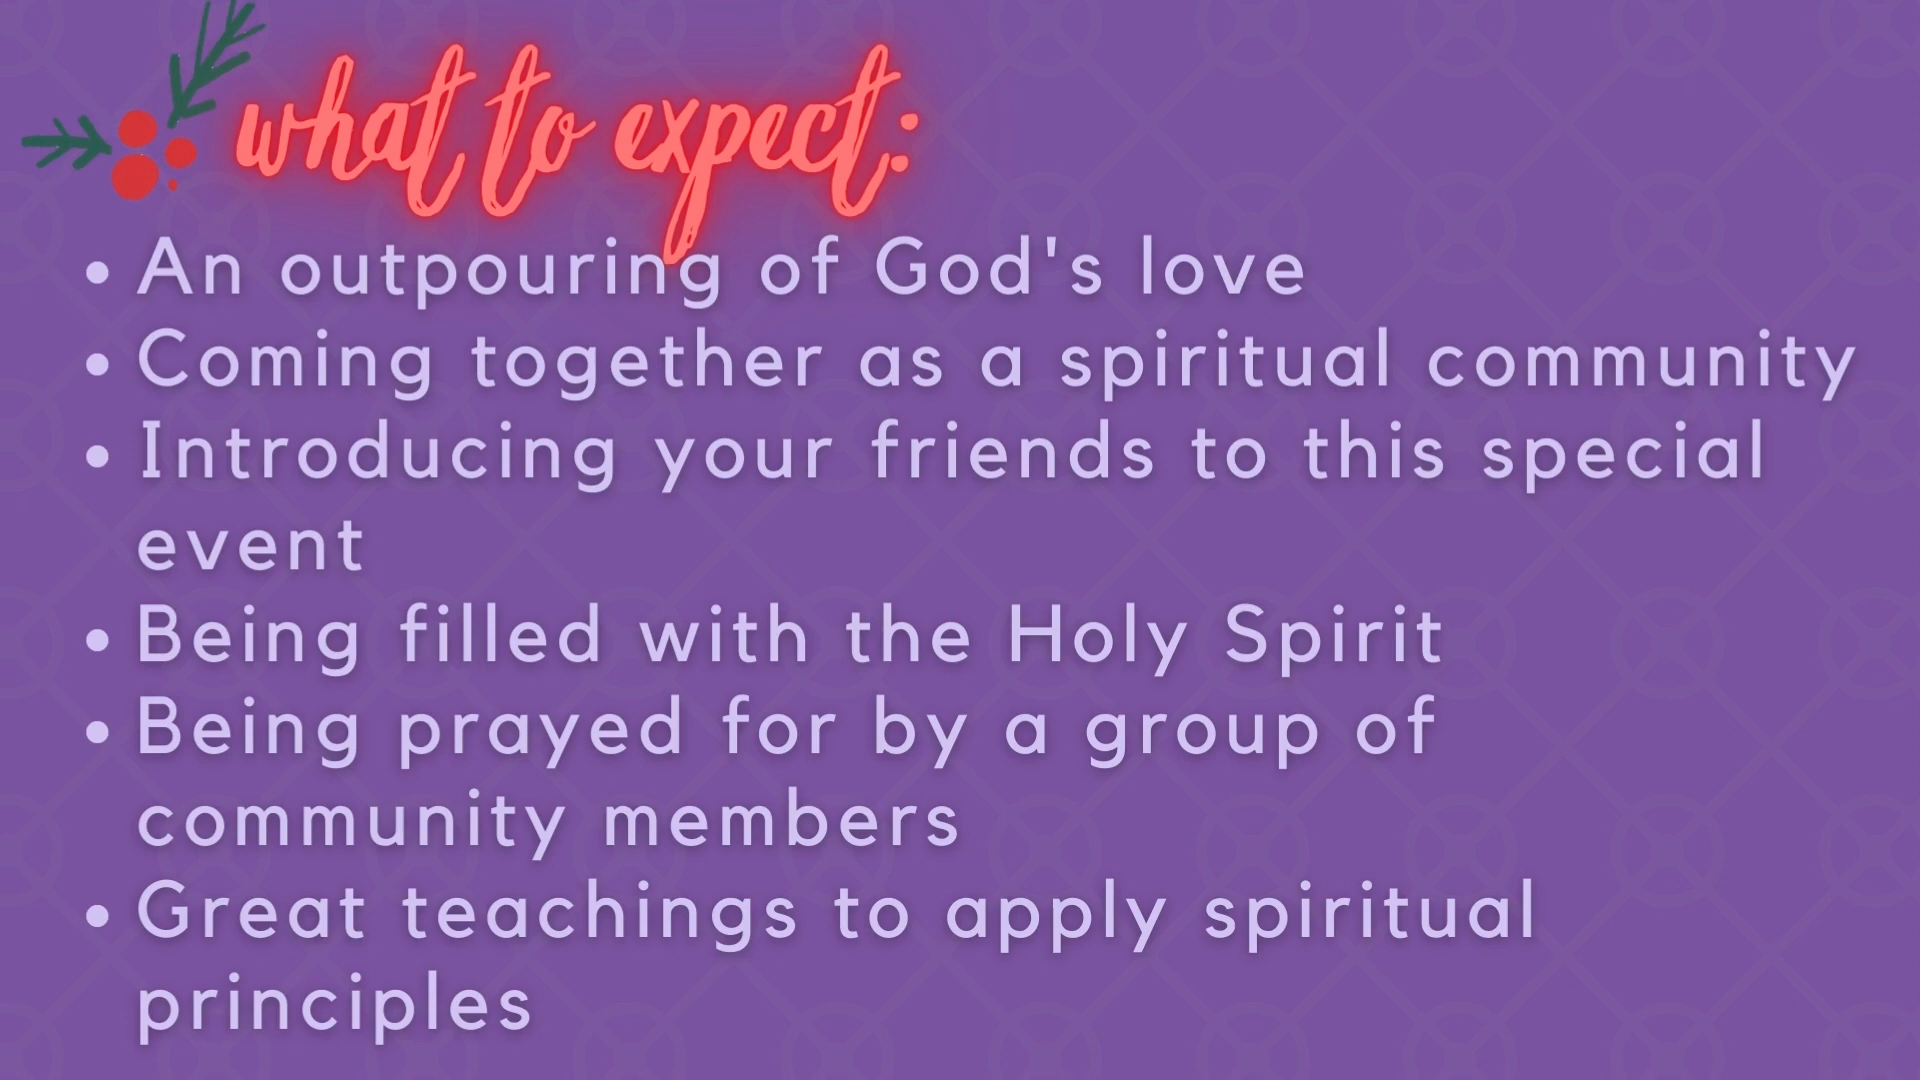 what to expect:
• An outpouring of God's love
• Coming together as a spiritual community
• Introducing your friends to this special
event
• Being filled with the Holy Spirit
• Being prayed for by a group of
community members
• Great teachings to apply spiritual
principles